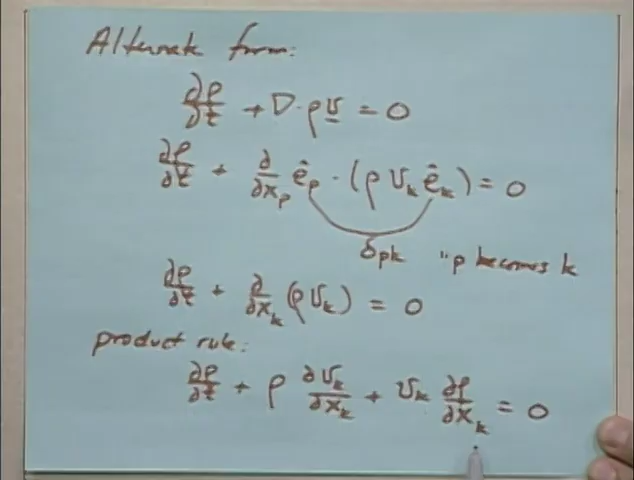 Alternate form:
∂ρ/∂t + ∇·ρv̲ = 0
∂ρ/∂t + ∂/∂x_p ê_p · (ρ v_k ê_k) = 0
δ_pk "p becomes k
∂ρ/∂t + ∂/∂x_k (ρ v_k) = 0
product rule:
∂ρ/∂t + ρ ∂v_k/∂x_k + v_k ∂ρ/∂x_k = 0